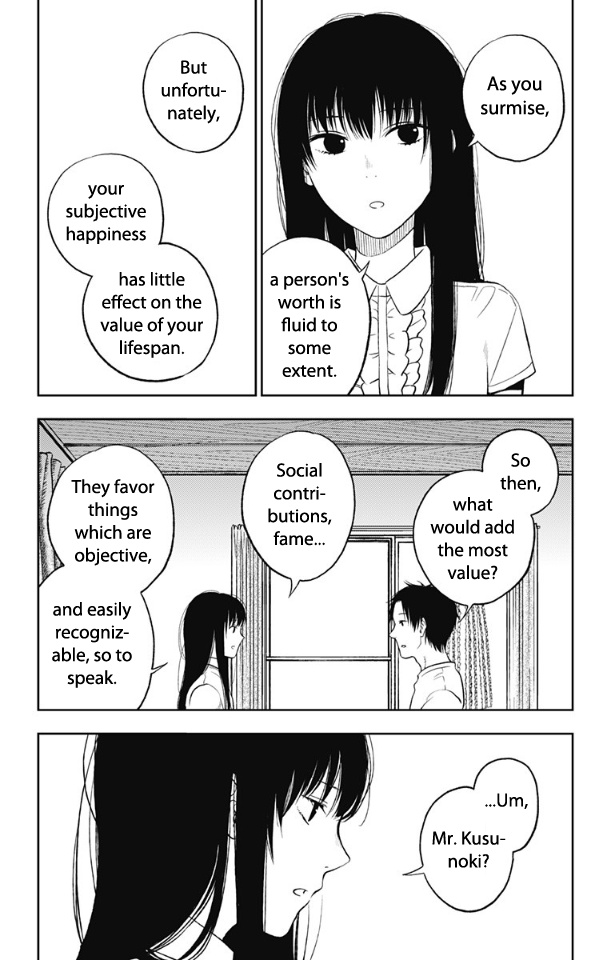 As you
surmise,
a person's
worth is
fluid to
some
extent.
But
unfortu-
nately,
your
subjective
happiness
has little
effect on the
value of your
lifespan.
So
then,
what
would add
the most
value?
Social
contri-
butions,
fame...
They favor
things
which are
objective,
and easily
recogniz-
able, so to
speak.
...Um,
Mr. Kusu-
noki?